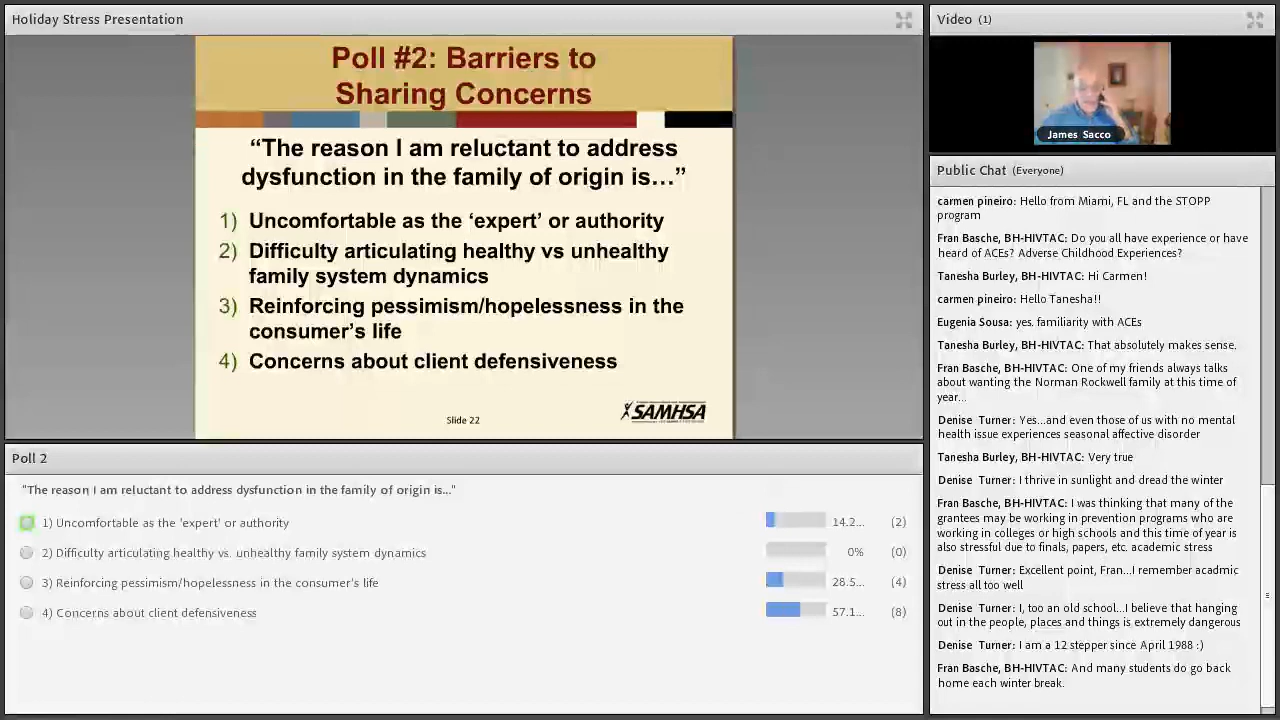 Holiday Stress Presentation
Poll #2: Barriers to
Sharing Concerns
“The reason I am reluctant to address
dysfunction in the family of origin is…”
1) Uncomfortable as the ‘expert’ or authority
2) Difficulty articulating healthy vs unhealthy
family system dynamics
3) Reinforcing pessimism/hopelessness in the
consumer’s life
4) Concerns about client defensiveness
Slide 22
SAMHSA
Poll 2
"The reason I am reluctant to address dysfunction in the family of origin is..."
1) Uncomfortable as the 'expert' or authority 14.2... (2)
2) Difficulty articulating healthy vs. unhealthy family system dynamics 0% (0)
3) Reinforcing pessimism/hopelessness in the consumer's life 28.5... (4)
4) Concerns about client defensiveness 57.1... (8)
Video (1)
James Sacco
Public Chat (Everyone)
carmen pineiro: Hello from Miami, FL and the STOPP
program
Fran Basche, BH-HIVTAC: Do you all have experience or have
heard of ACEs? Adverse Childhood Experiences?
Tanesha Burley, BH-HIVTAC: Hi Carmen!
carmen pineiro: Hello Tanesha!!
Eugenia Sousa: yes. familiarity with ACEs
Tanesha Burley, BH-HIVTAC: That absolutely makes sense.
Fran Basche, BH-HIVTAC: One of my friends always talks
about wanting the Norman Rockwell family at this time of
year...
Denise Turner: Yes...and even those of us with no mental
health issue experiences seasonal affective disorder
Tanesha Burley, BH-HIVTAC: Very true
Denise Turner: I thrive in sunlight and dread the winter
Fran Basche, BH-HIVTAC: I was thinking that many of the
grantees may be working in prevention programs who are
working in colleges or high schools and this time of year is
also stressful due to finals, papers, etc. academic stress
Denise Turner: Excellent point, Fran...I remember acadmic
stress all too well
Denise Turner: I, too an old school...I believe that hanging
out in the people, places and things is extremely dangerous
Denise Turner: I am a 12 stepper since April 1988 :)
Fran Basche, BH-HIVTAC: And many students do go back
home each winter break.